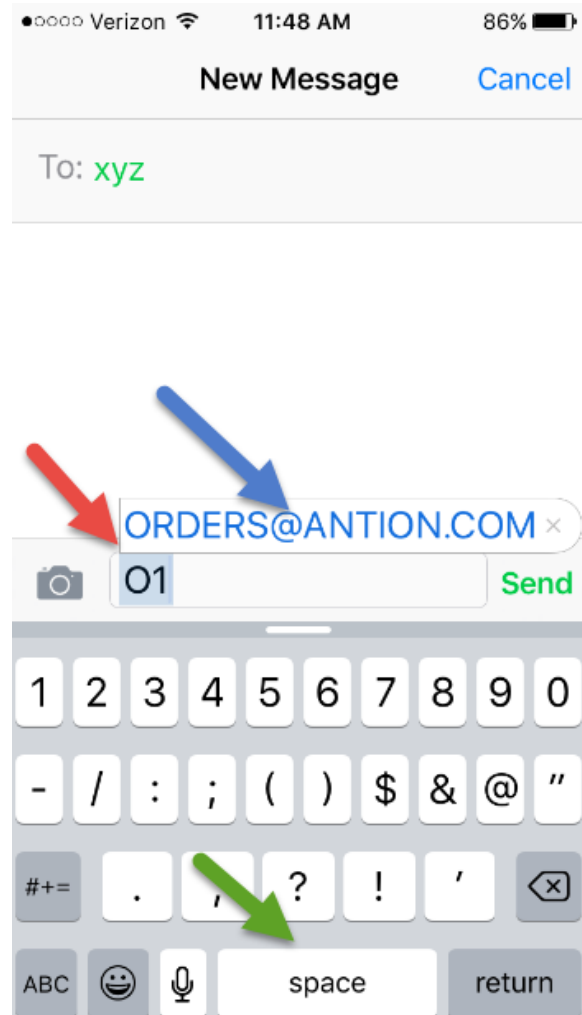 Verizon 11:48 AM 86%
New Message Cancel
To: xyz
ORDERS@ANTION.COM ×
O1 Send
1 2 3 4 5 6 7 8 9 0
- / : ; ( ) $ & @ "
#+= . , ? ! '
ABC space return